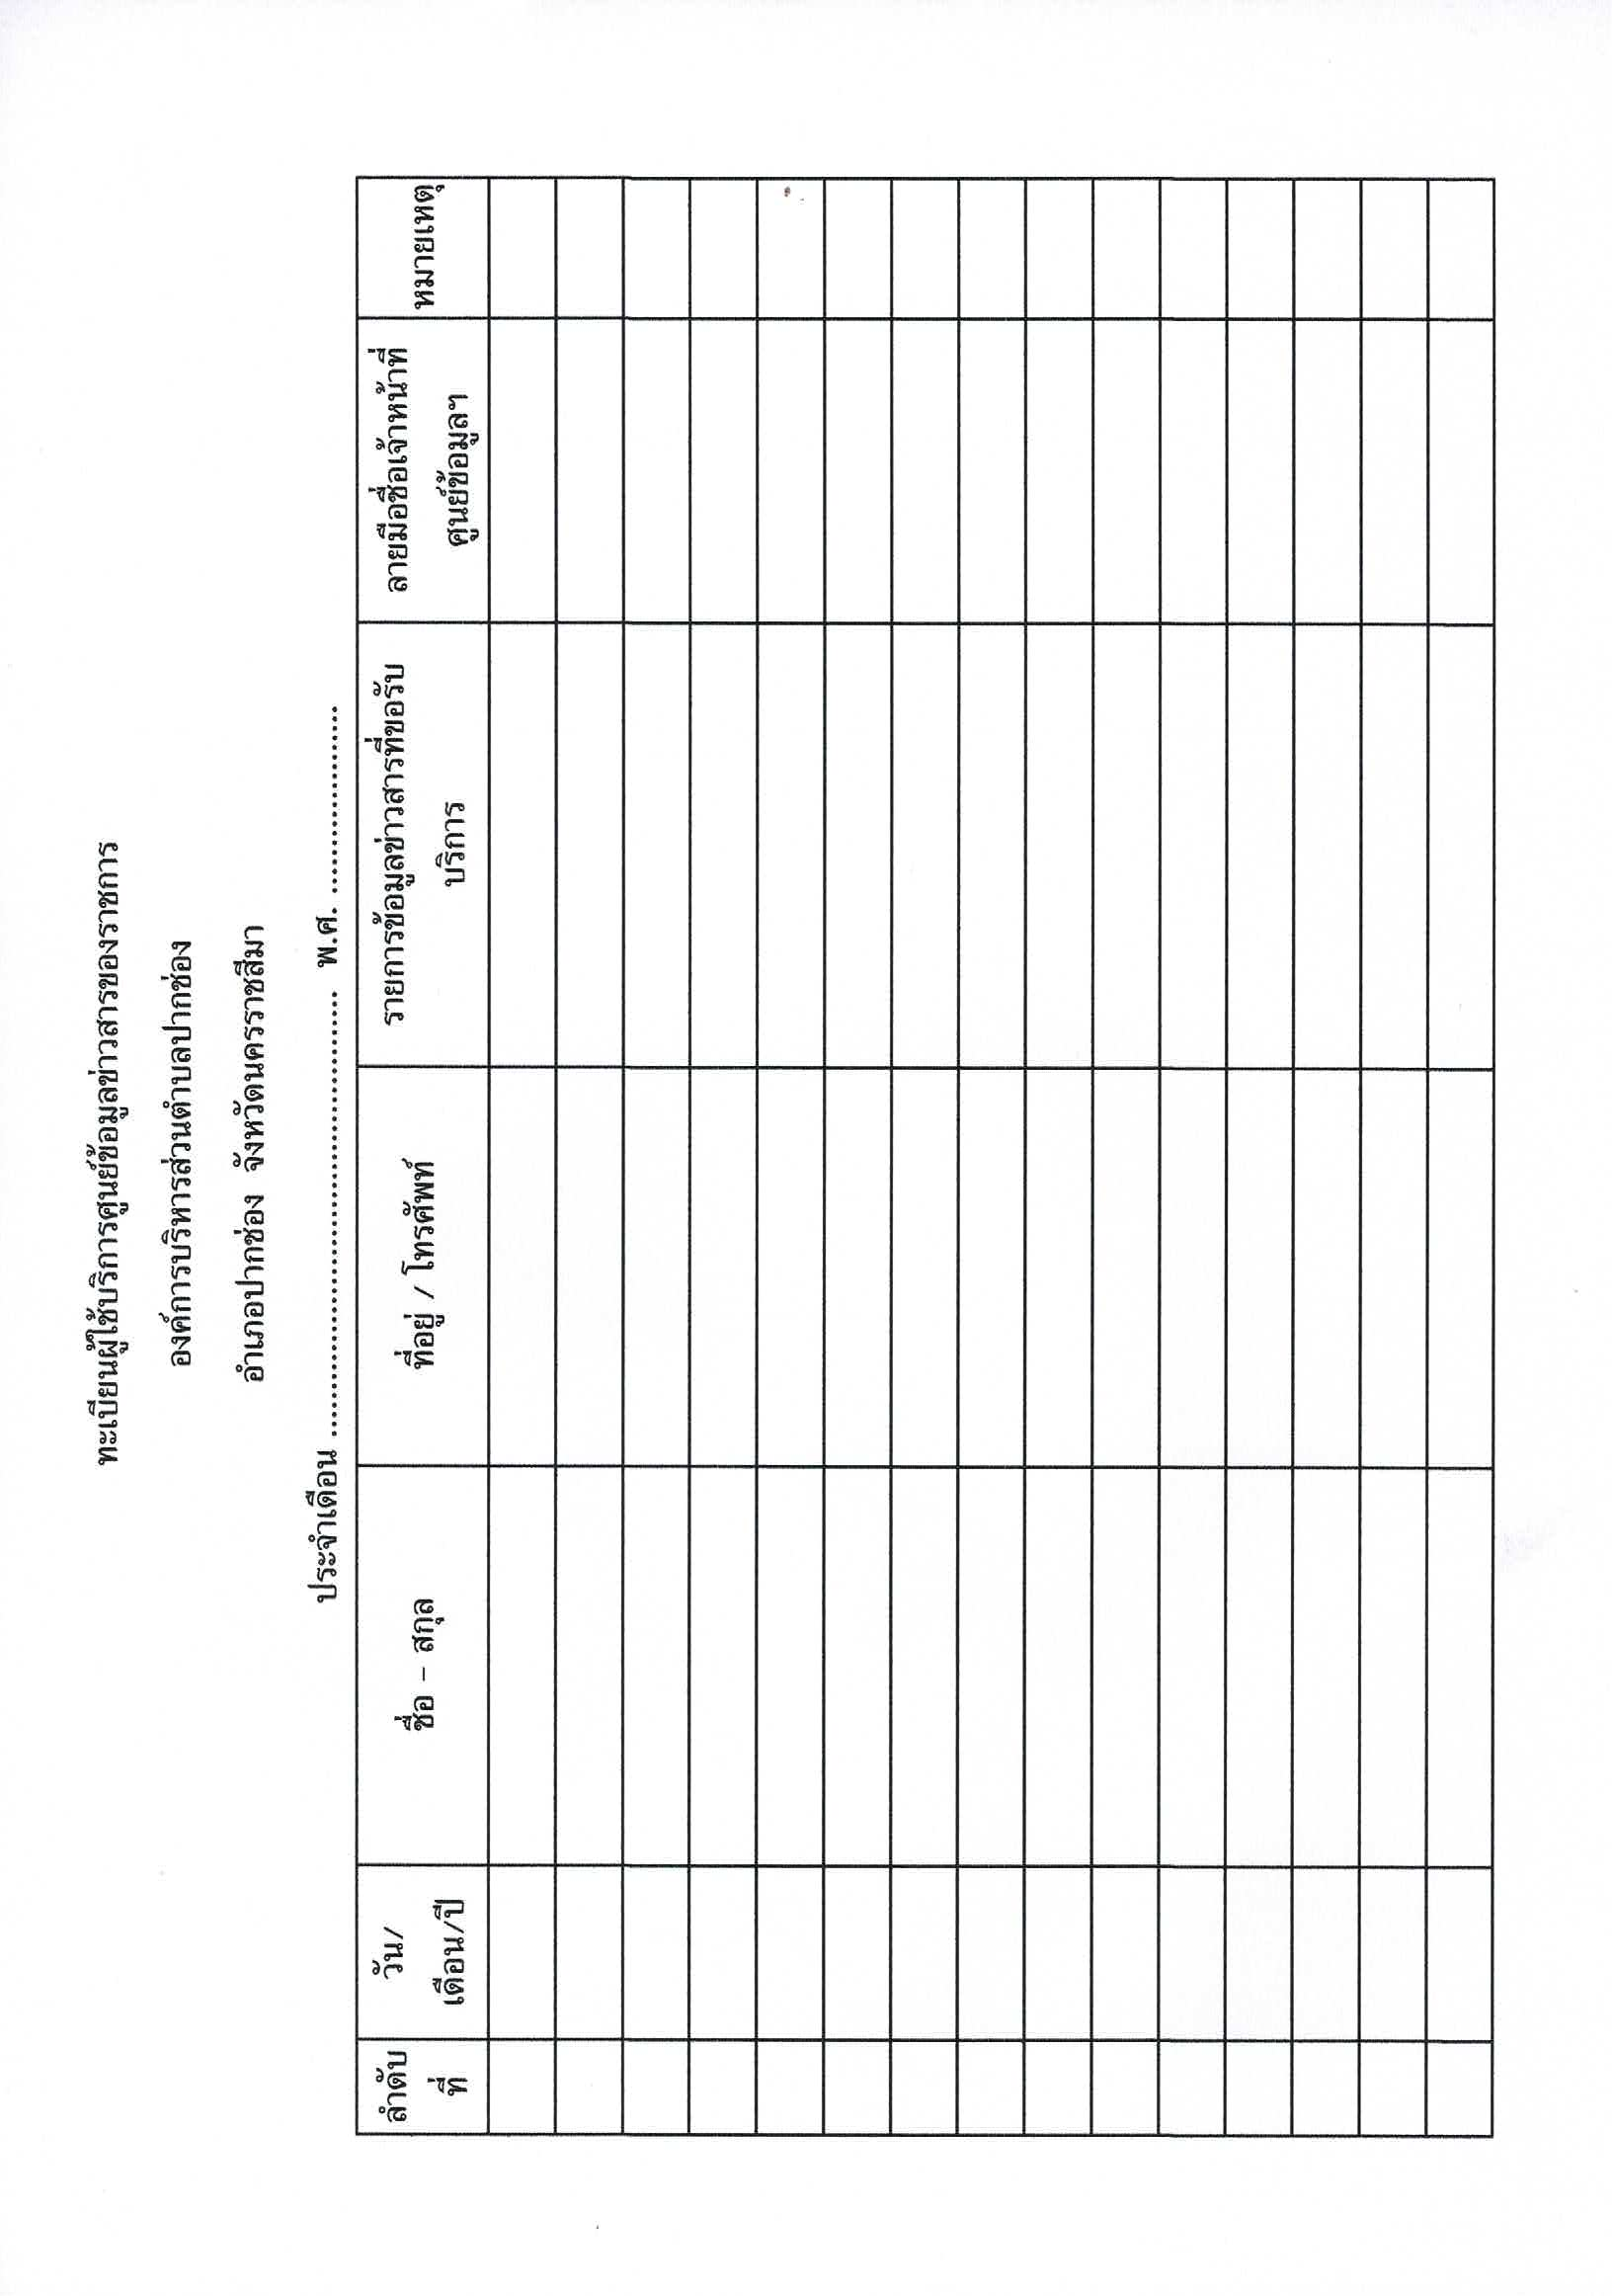 ทะเบียนผู้ใช้บริการศูนย์ข้อมูลข่าวสารของราชการ
องค์การบริหารส่วนตำบลปากช่อง
อำเภอปากช่อง จังหวัดนครราชสีมา
ประจำเดือน .......................................................... พ.ศ. ........................
ลำดับ
ที่
วัน/
เดือน/ปี
ชื่อ - สกุล
ที่อยู่ / โทรศัพท์
รายการข้อมูลข่าวสารที่ขอรับ
บริการ
ลายมือชื่อเจ้าหน้าที่
ศูนย์ข้อมูลฯ
หมายเหตุ